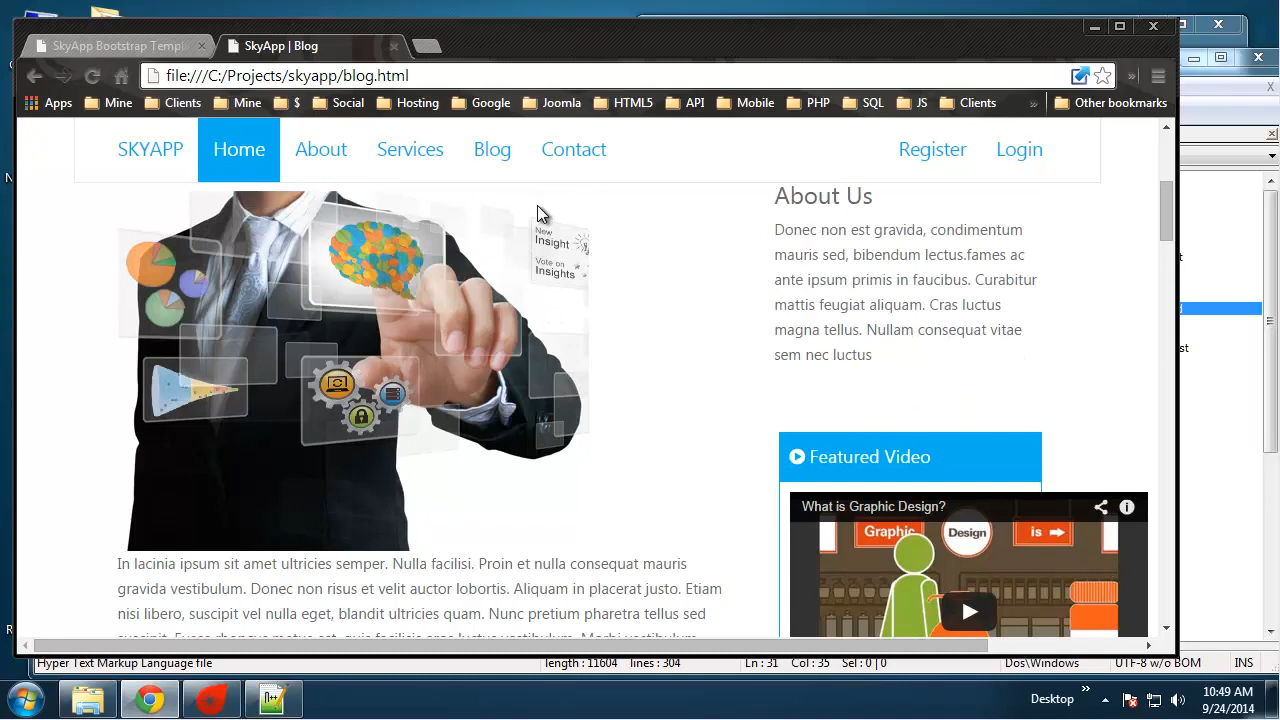 SkyApp Bootstrap Templ
SkyApp | Blog
file:///C:/Projects/skyapp/blog.html
Apps Mine Clients Mine $ Social Hosting Google Joomla HTML5 API Mobile PHP SQL JS Clients » Other bookmarks
SKYAPP Home About Services Blog Contact Register Login
New
Insight
Vote on
Insights
About Us
Donec non est gravida, condimentum
mauris sed, bibendum lectus.fames ac
ante ipsum primis in faucibus. Curabitur
mattis feugiat aliquam. Cras luctus
magna tellus. Nullam consequat vitae
sem nec luctus
Featured Video
What is Graphic Design?
Graphic Design is
In lacinia ipsum sit amet ultricies semper. Nulla facilisi. Proin et nulla consequat mauris
gravida vestibulum. Donec non risus et velit auctor lobortis. Aliquam in placerat justo. Etiam
nisi libero, suscipit vel nulla eget, blandit ultricies quam. Nunc pretium pharetra tellus sed
Hyper Text Markup Language file length : 11604 lines : 304 Ln : 31 Col : 35 Sel : 0 | 0 Dos\Windows UTF-8 w/o BOM INS
Desktop » 10:49 AM
9/24/2014